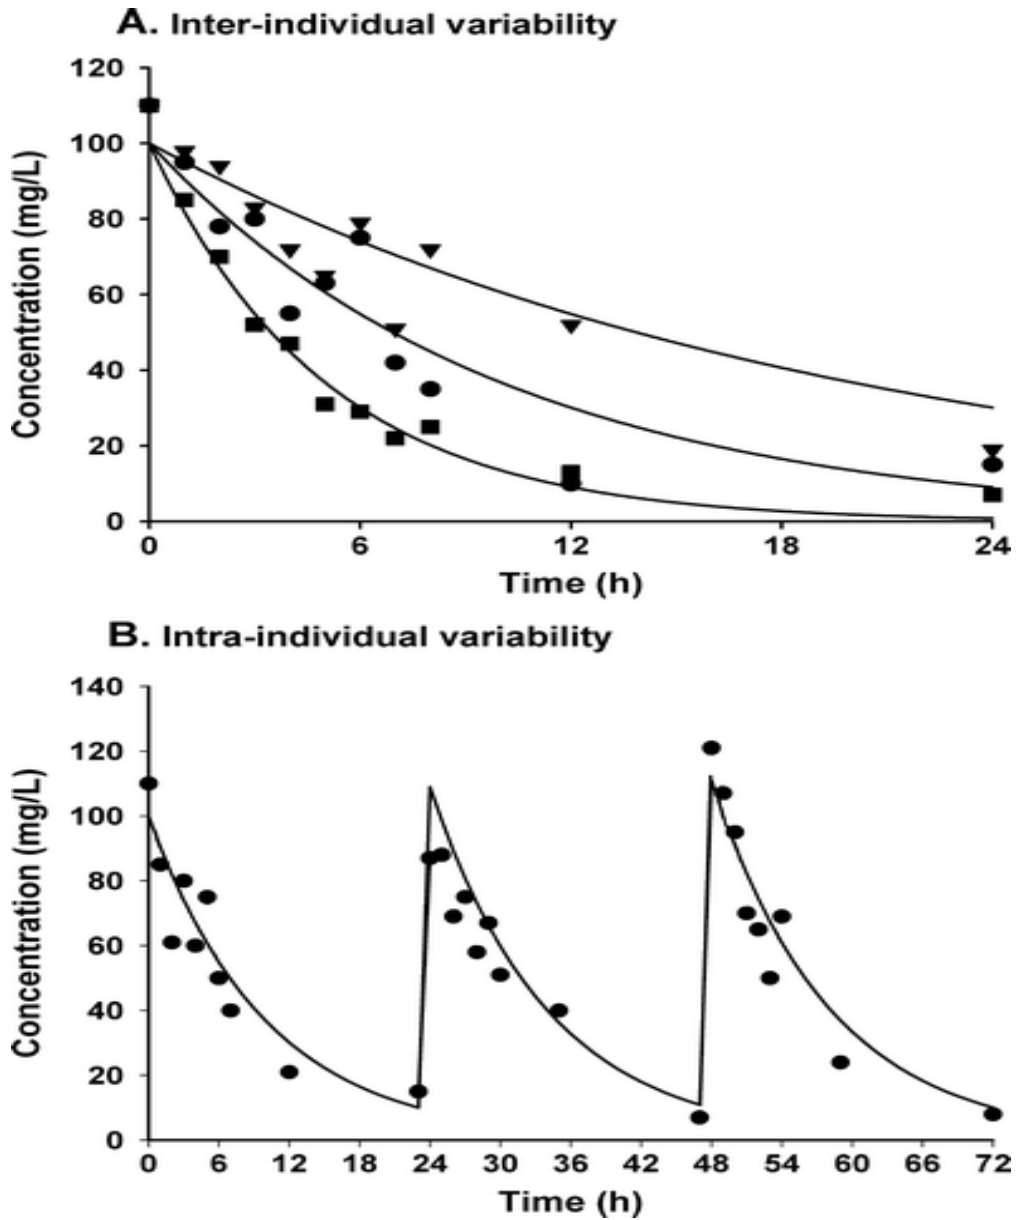 A. Inter-individual variability
120
100
80
60
40
20
0
Concentration (mg/L)
0 6 12 18 24
Time (h)
B. Intra-individual variability
140
120
100
80
60
40
20
0
Concentration (mg/L)
0 6 12 18 24 30 36 42 48 54 60 66 72
Time (h)